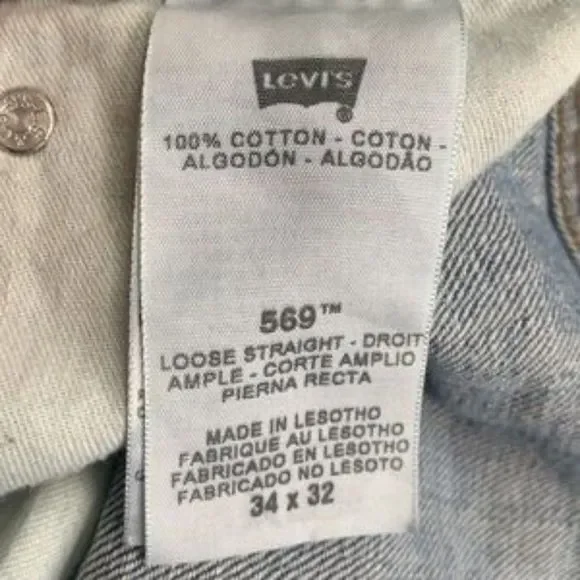 Levi's
®
100% COTTON - COTON -
ALGODÓN - ALGODÃO
569™
LOOSE STRAIGHT - DROIT
AMPLE - CORTE AMPLIO
PIERNA RECTA
MADE IN LESOTHO
FABRIQUE AU LESOTHO
FABRICADO EN LESOTHO
FABRICADO NO LESOTO
34 x 32